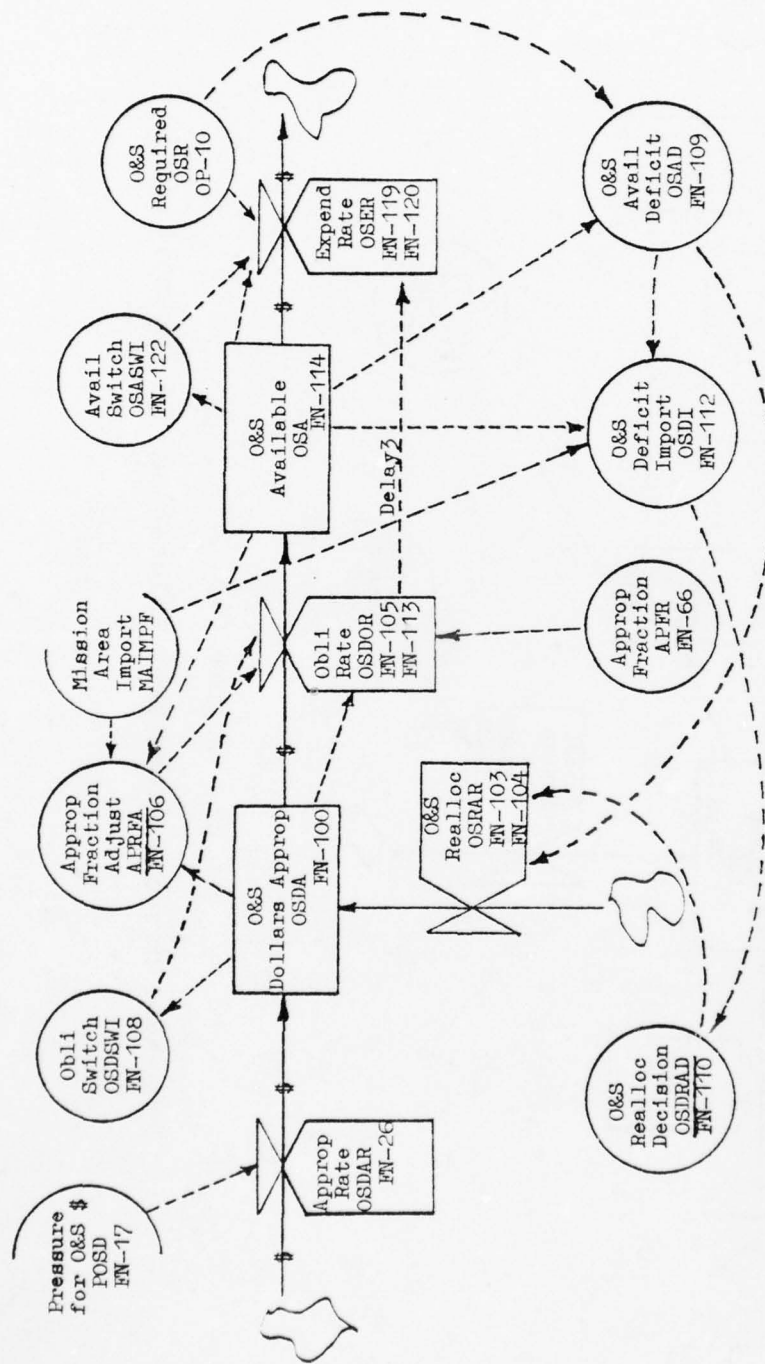 Pressure
for O&S $
POSD
FN-17
Obli
Switch
OSDSWI
FN-108
Approp
Fraction
Adjust
APRFA
FN-106
Mission
Area
Import
MAIMPF
Avail
Switch
OSASWI
FN-122
O&S
Required
OSR
OP-10
$
Approp
Rate
OSDAR
FN-26
$
O&S
Dollars Approp
OSDA
FN-100
$
Obli
Rate
OSDOR
FN-105
FN-113
O&S
Available
OSA
FN-114
$
Expend
Rate
OSER
FN-119
FN-120
$
Delay3
O&S
Realloc
OSRAR
FN-103
FN-104
Approp
Fraction
APFR
FN-66
O&S
Realloc
Decision
OSDRAD
FN-110
O&S
Deficit
Import
OSDI
FN-112
O&S
Avail
Deficit
OSAD
FN-109